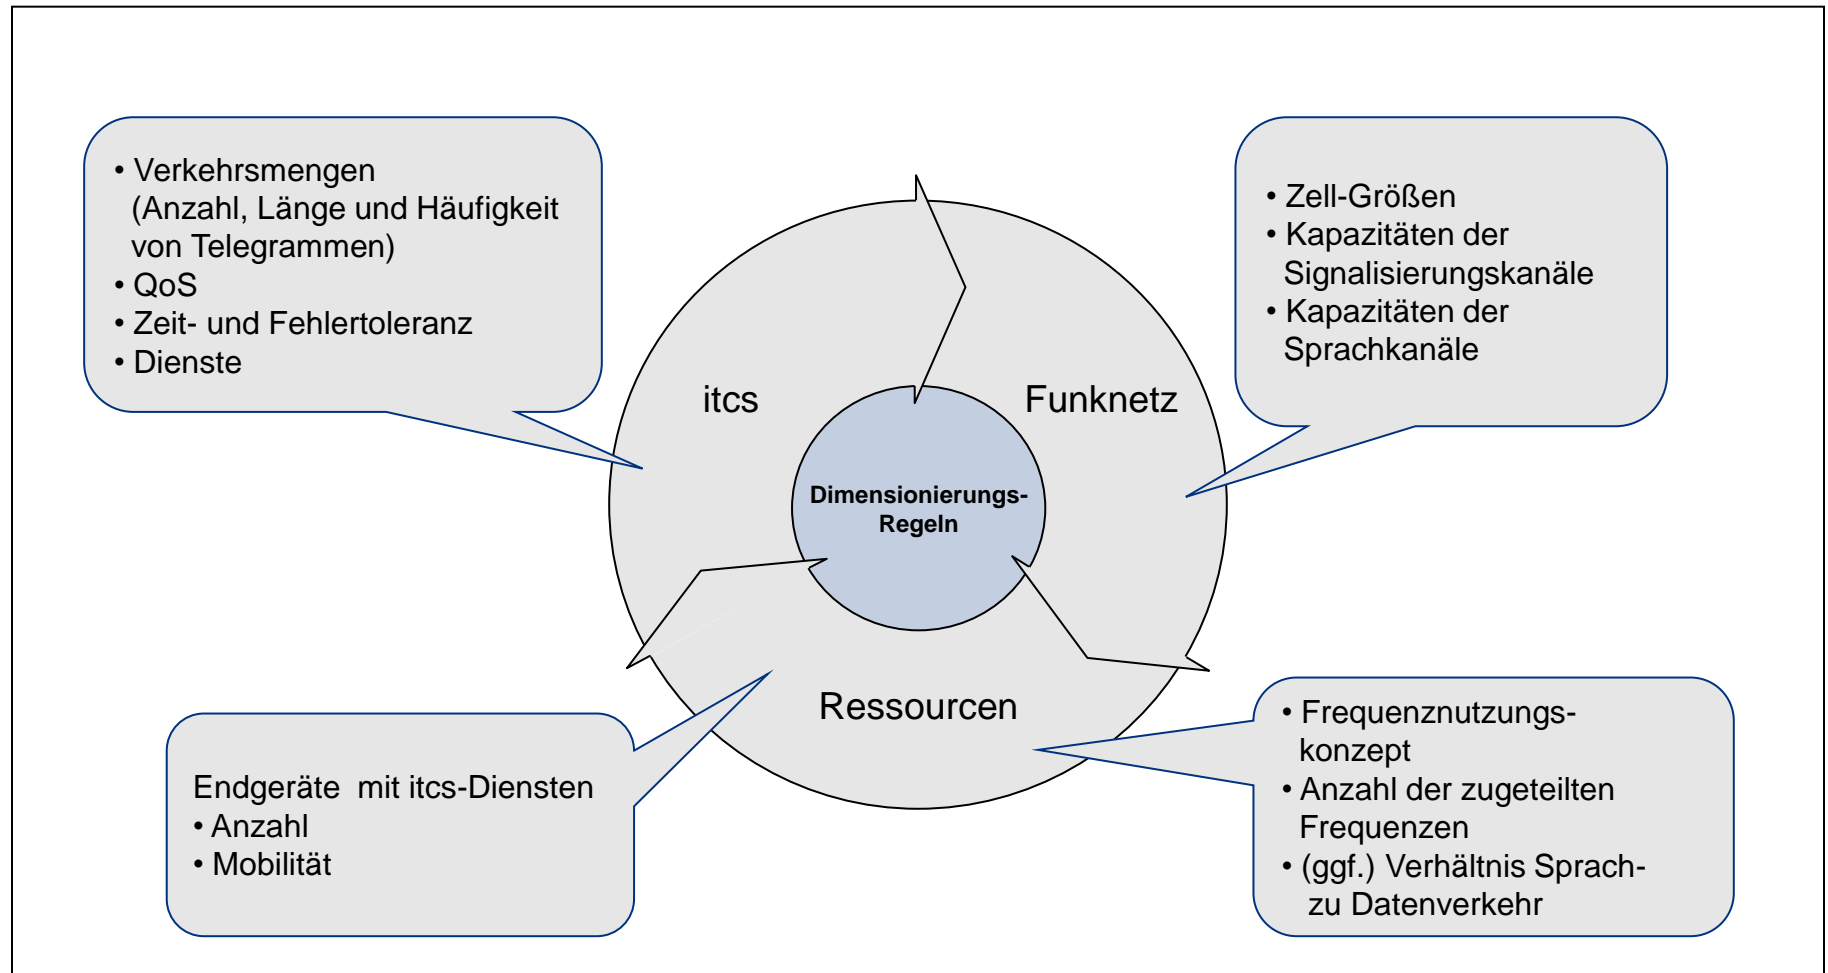 • Verkehrsmengen
(Anzahl, Länge und Häufigkeit
von Telegrammen)
• QoS
• Zeit- und Fehlertoleranz
• Dienste
• Zell-Größen
• Kapazitäten der
Signalisierungskanäle
• Kapazitäten der
Sprachkanäle
itcs
Funknetz
Dimensionierungs-
Regeln
Ressourcen
Endgeräte mit itcs-Diensten
• Anzahl
• Mobilität
• Frequenznutzungs-
konzept
• Anzahl der zugeteilten
Frequenzen
• (ggf.) Verhältnis Sprach-
zu Datenverkehr